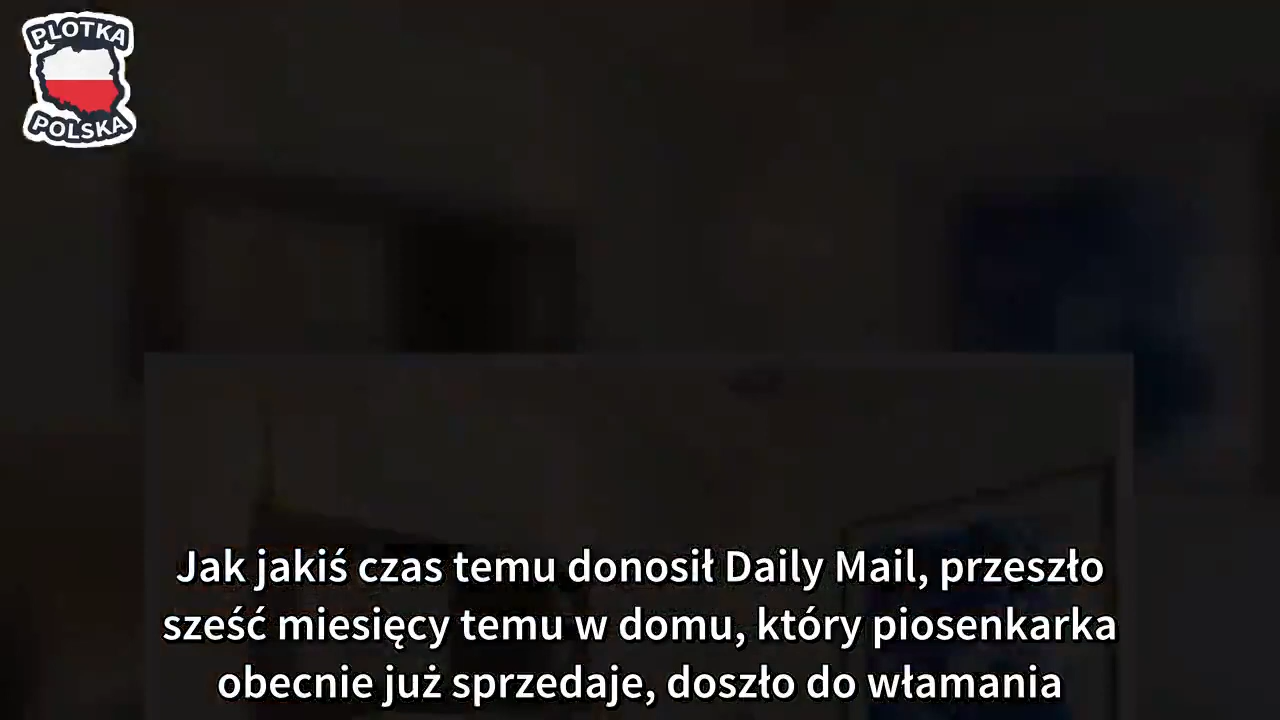 PLOTKA
POLSKA
Jak jakiś czas temu donosił Daily Mail, przeszło
sześć miesięcy temu w domu, który piosenkarka
obecnie już sprzedaje, doszło do włamania